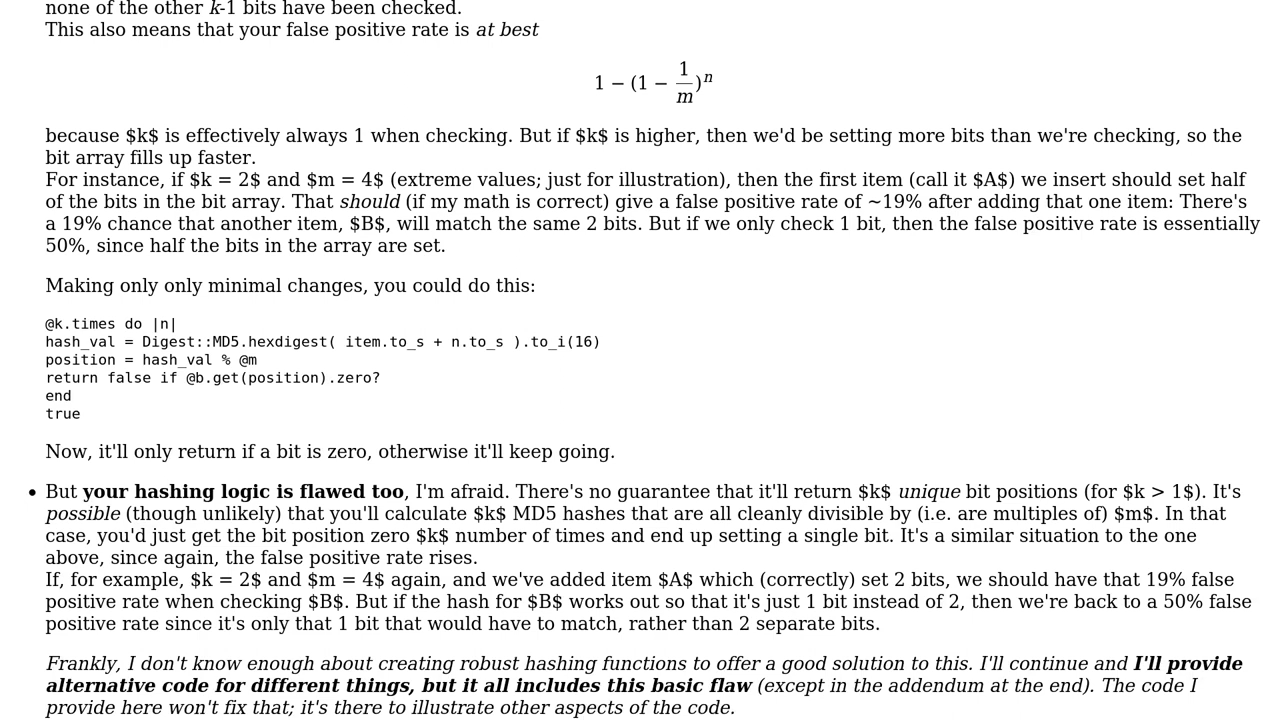 none of the other k-1 bits have been checked.
This also means that your false positive rate is at best
1 − (1 − 1/m)^n
because $k$ is effectively always 1 when checking. But if $k$ is higher, then we'd be setting more bits than we're checking, so the
bit array fills up faster.
For instance, if $k = 2$ and $m = 4$ (extreme values; just for illustration), then the first item (call it $A$) we insert should set half
of the bits in the bit array. That should (if my math is correct) give a false positive rate of ~19% after adding that one item: There's
a 19% chance that another item, $B$, will match the same 2 bits. But if we only check 1 bit, then the false positive rate is essentially
50%, since half the bits in the array are set.
Making only only minimal changes, you could do this:
@k.times do |n|
hash_val = Digest::MD5.hexdigest( item.to_s + n.to_s ).to_i(16)
position = hash_val % @m
return false if @b.get(position).zero?
end
true
Now, it'll only return if a bit is zero, otherwise it'll keep going.
• But your hashing logic is flawed too, I'm afraid. There's no guarantee that it'll return $k$ unique bit positions (for $k > 1$). It's
possible (though unlikely) that you'll calculate $k$ MD5 hashes that are all cleanly divisible by (i.e. are multiples of) $m$. In that
case, you'd just get the bit position zero $k$ number of times and end up setting a single bit. It's a similar situation to the one
above, since again, the false positive rate rises.
If, for example, $k = 2$ and $m = 4$ again, and we've added item $A$ which (correctly) set 2 bits, we should have that 19% false
positive rate when checking $B$. But if the hash for $B$ works out so that it's just 1 bit instead of 2, then we're back to a 50% false
positive rate since it's only that 1 bit that would have to match, rather than 2 separate bits.
Frankly, I don't know enough about creating robust hashing functions to offer a good solution to this. I'll continue and I'll provide
alternative code for different things, but it all includes this basic flaw (except in the addendum at the end). The code I
provide here won't fix that; it's there to illustrate other aspects of the code.